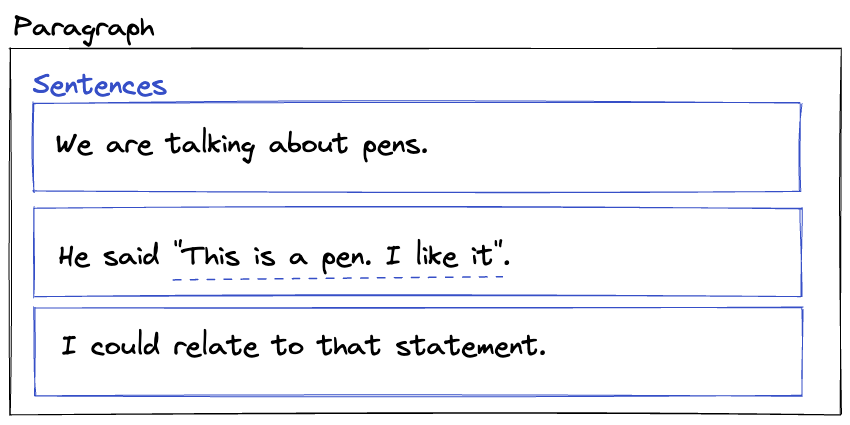 Paragraph
Sentences
We are talking about pens.
He said "This is a pen. I like it".
I could relate to that statement.